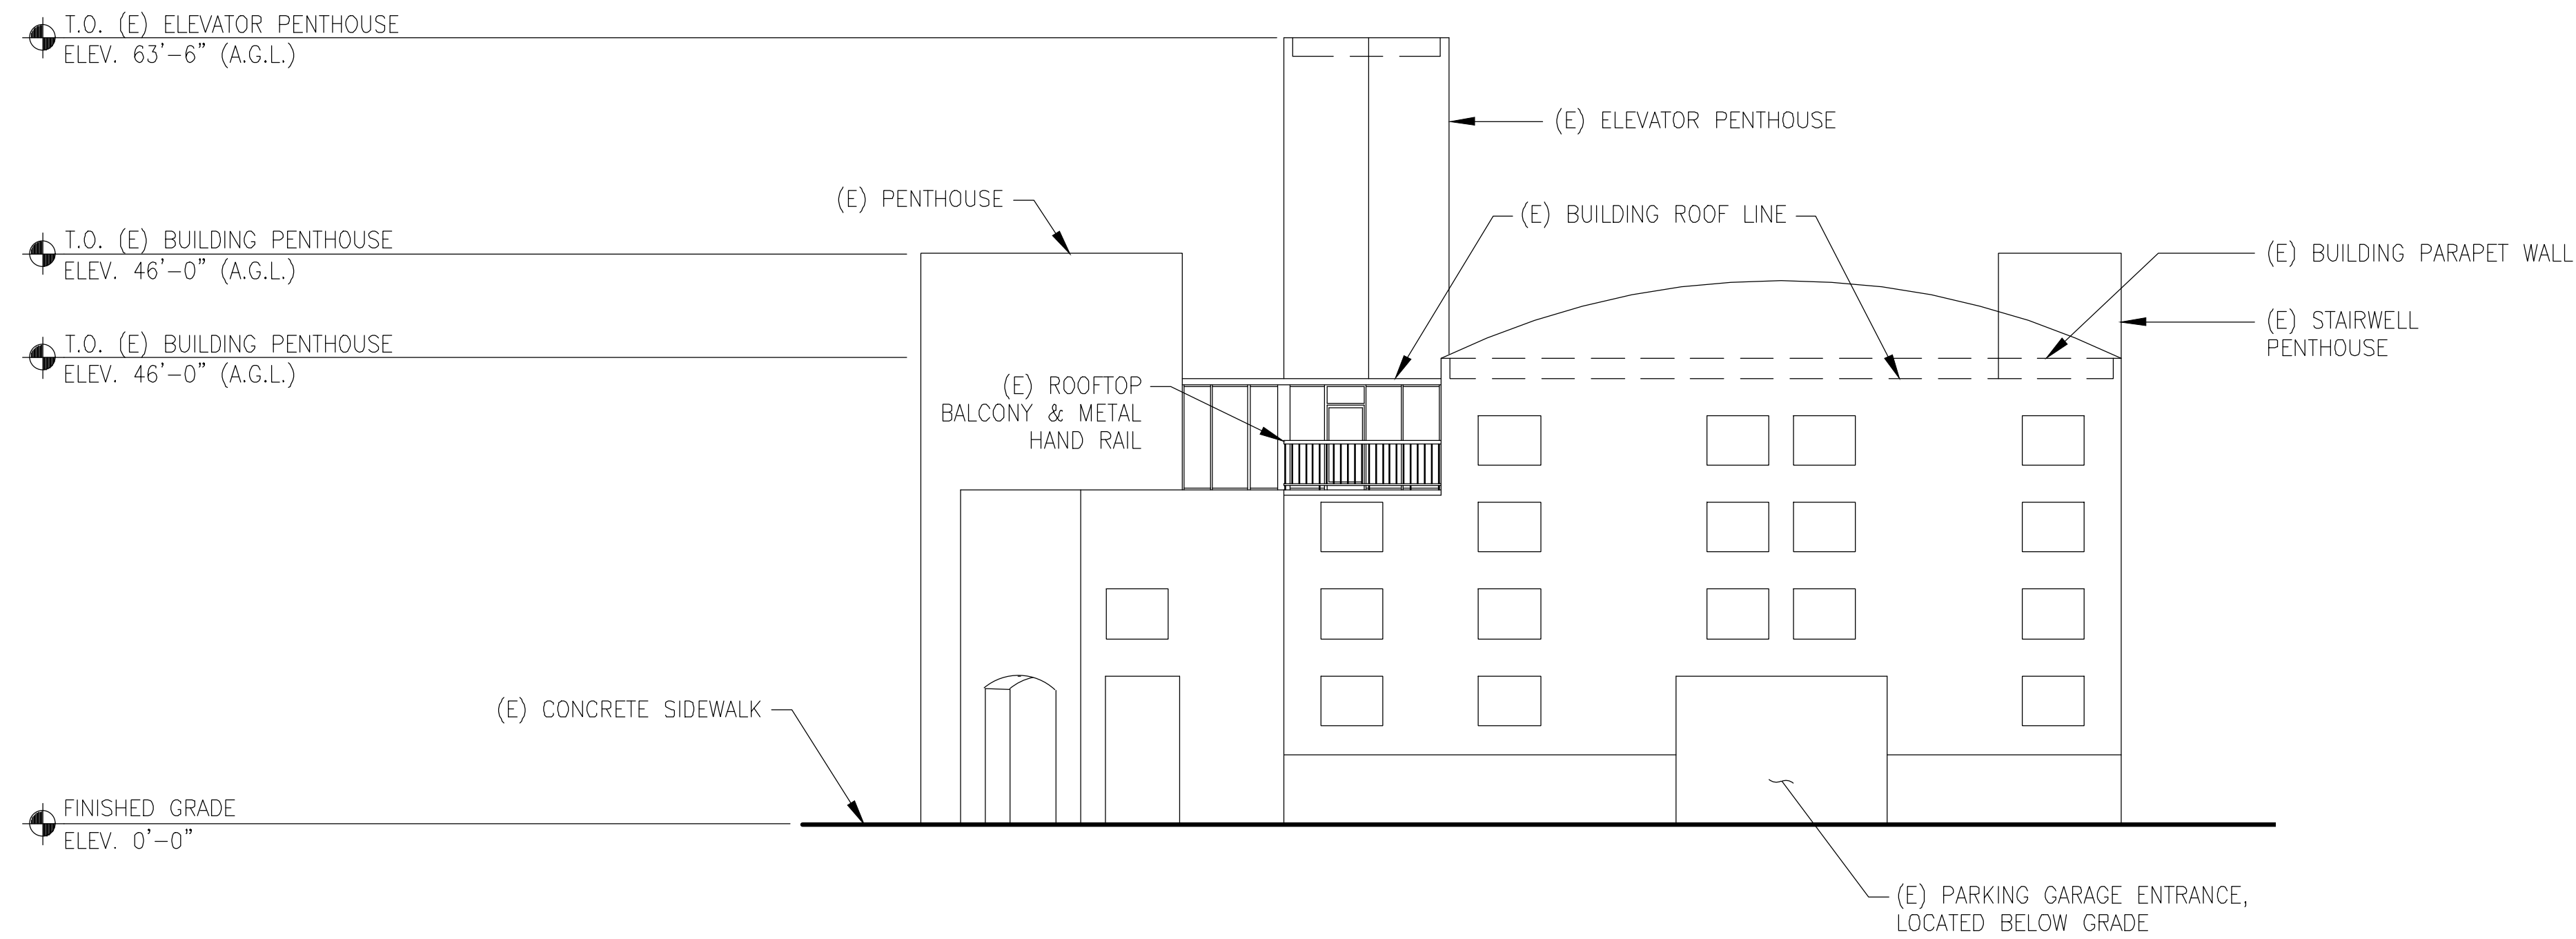 T.O. (E) ELEVATOR PENTHOUSE
ELEV. 63'-6" (A.G.L.)
(E) ELEVATOR PENTHOUSE
(E) PENTHOUSE
(E) BUILDING ROOF LINE
T.O. (E) BUILDING PENTHOUSE
ELEV. 46'-0" (A.G.L.)
(E) BUILDING PARAPET WALL
(E) STAIRWELL
PENTHOUSE
T.O. (E) BUILDING PENTHOUSE
ELEV. 46'-0" (A.G.L.)
(E) ROOFTOP
BALCONY & METAL
HAND RAIL
(E) CONCRETE SIDEWALK
FINISHED GRADE
ELEV. 0'-0"
(E) PARKING GARAGE ENTRANCE,
LOCATED BELOW GRADE